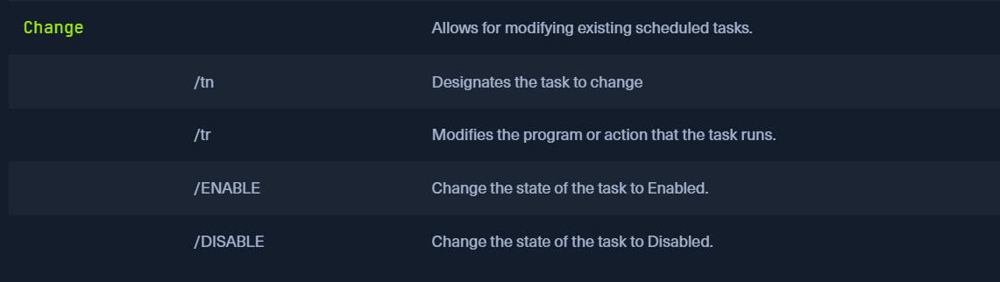 Change Allows for modifying existing scheduled tasks.
/tn Designates the task to change
/tr Modifies the program or action that the task runs.
/ENABLE Change the state of the task to Enabled.
/DISABLE Change the state of the task to Disabled.